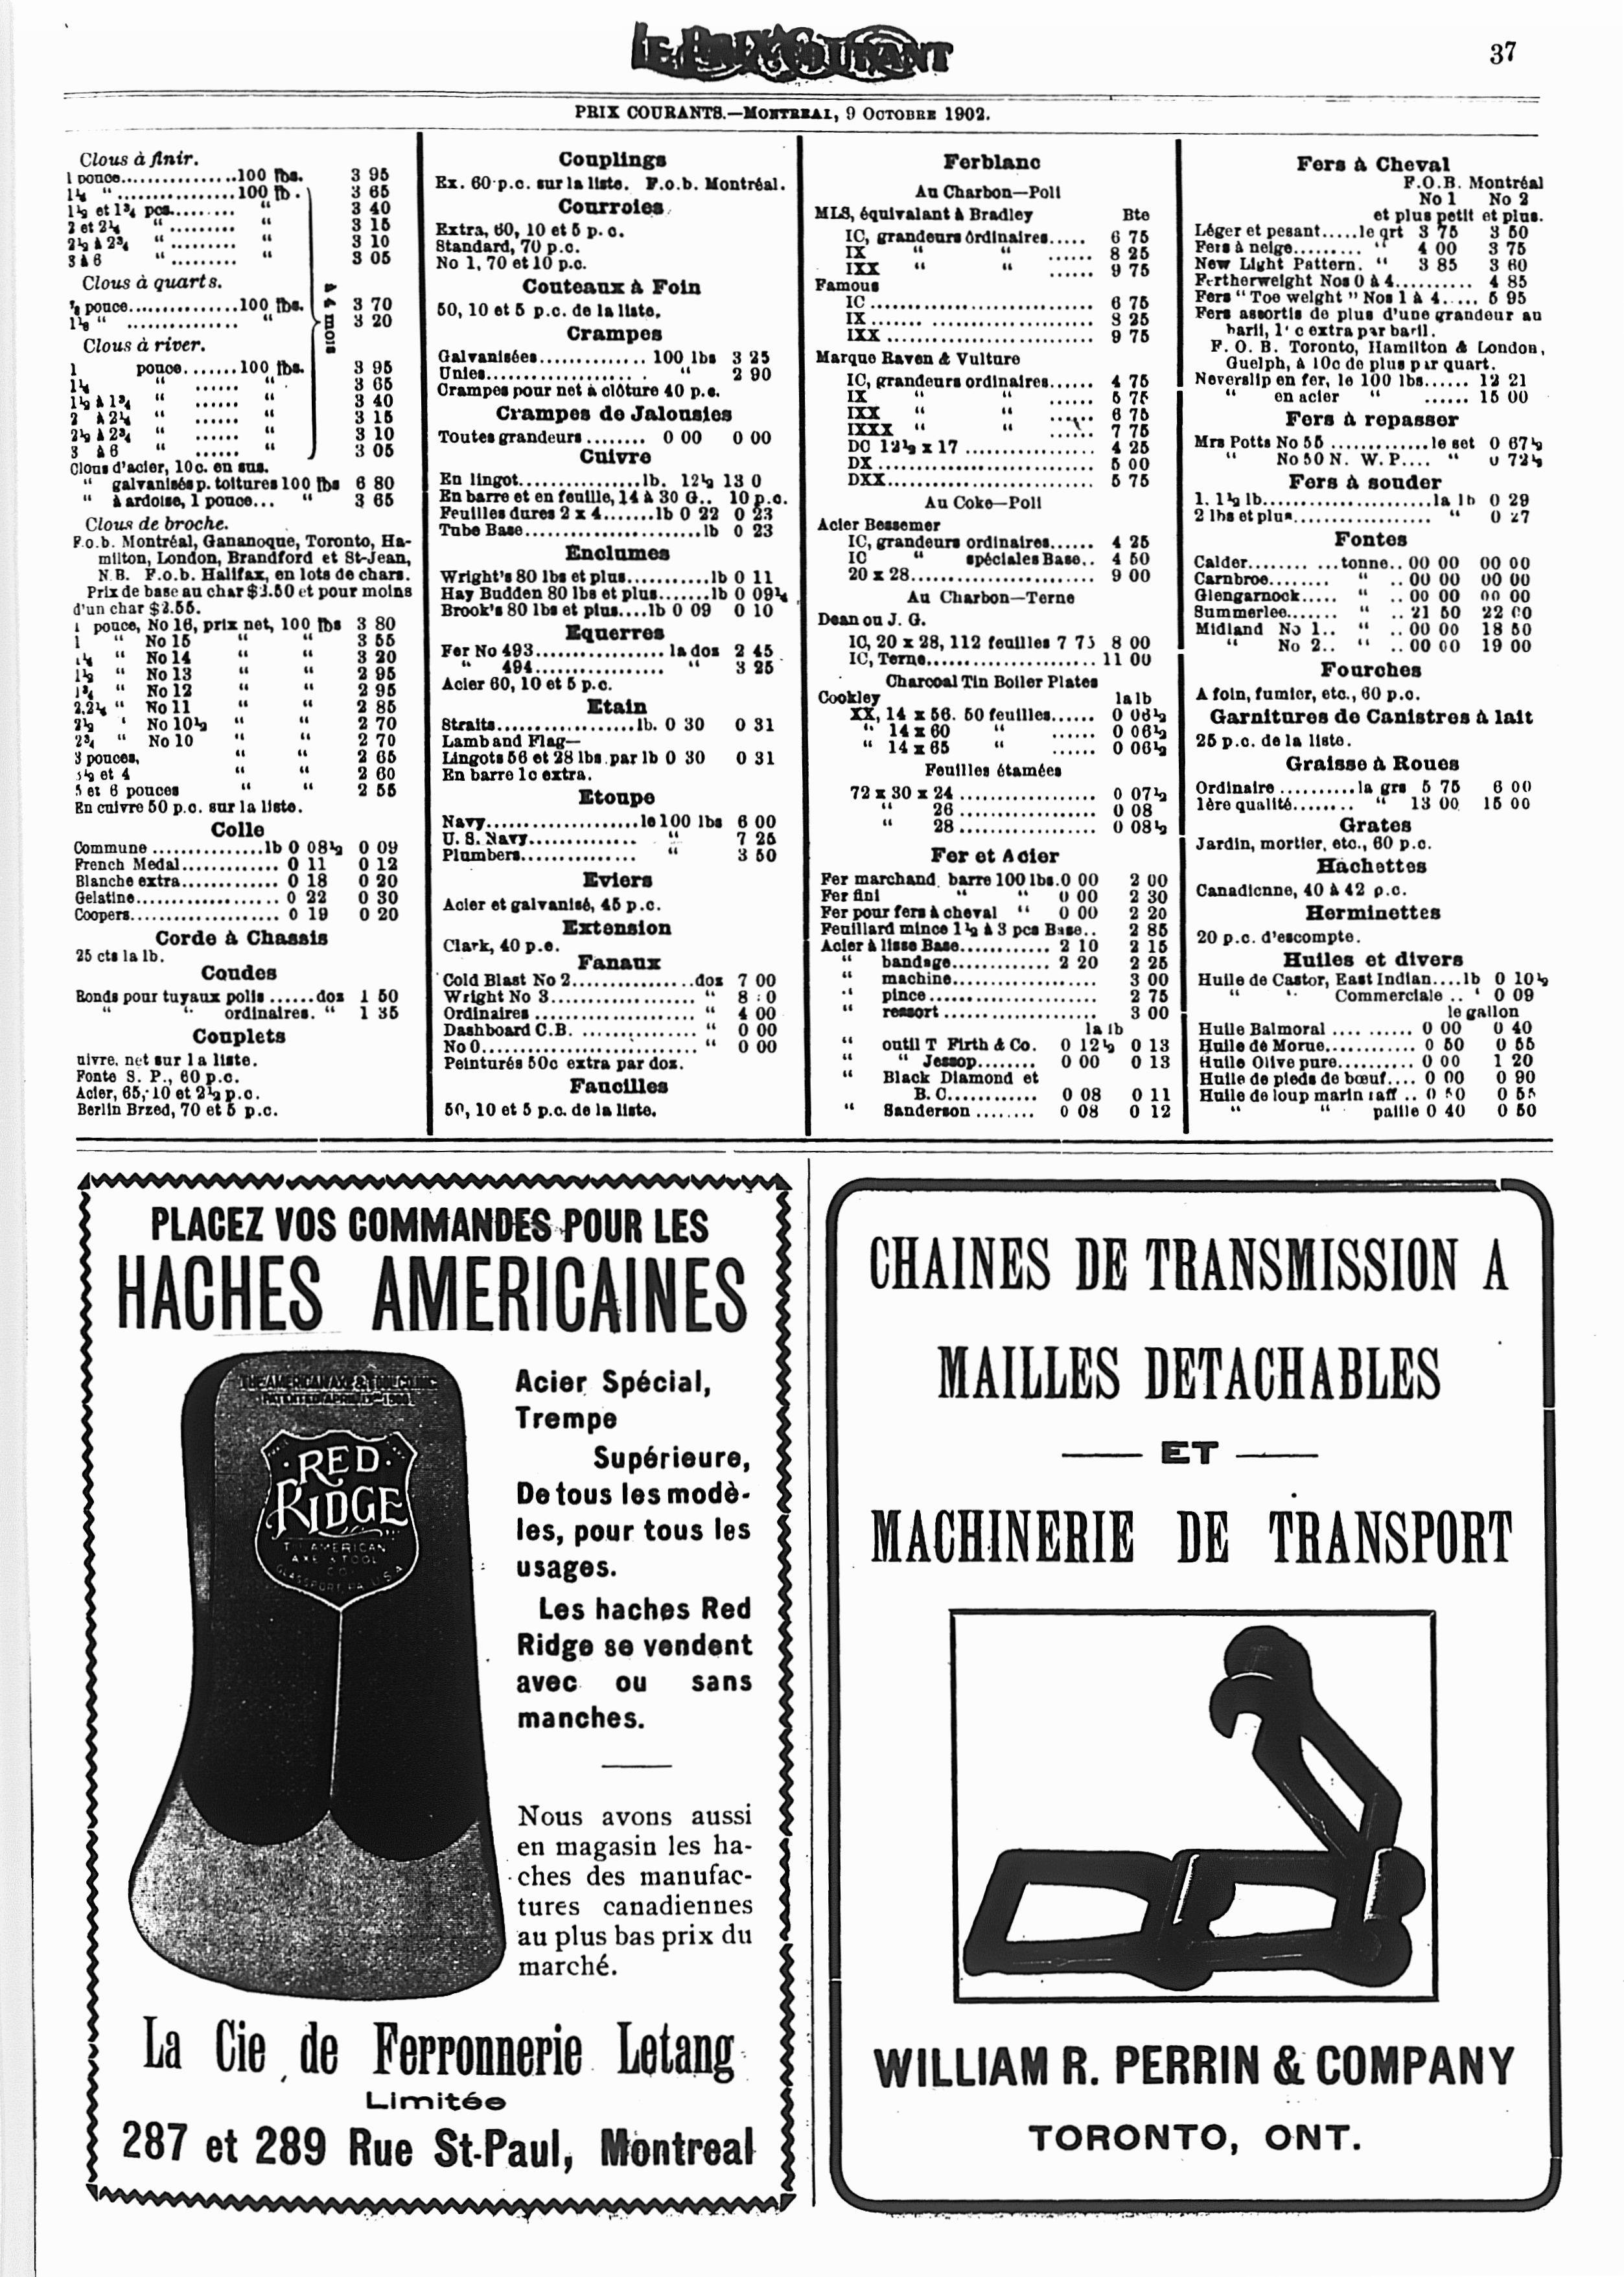 LE PRIX COURANT
37
PRIX COURANTS.—MONTREAL, 9 OCTOBRE 1902.
Clous à finir.
1 pouce................100 lbs. 3 95
1¼ " ................100 lb. 3 65
1½ et 1¾ pcs......... " 3 40
2 et 2¼ " ......... " 3 15
2½ à 2¾ " ......... " 3 10
3 à 6 " ......... " 3 05
Clous à quarts.
⅞ pouce...............100 lbs. 3 70
1⅛ " ............... " 3 20
à 4 mois
Clous à river.
1 pouce.......100 lbs. 3 95
1¼ " ...... " 3 65
1½ à 1¾ " ...... " 3 40
2 à 2¼ " ...... " 3 15
2½ à 2¾ " ...... " 3 10
3 à 6 " ...... " 3 05
Clous d'acier, 10c. en sus.
" galvanisés p. toitures 100 lbs 6 80
" à ardoise, 1 pouce... " 3 65
Clous de broche.
F.o.b. Montréal, Gananoque, Toronto, Ha-
milton, London, Brandford et St-Jean,
N.B. F.o.b. Halifax, en lots de chars.
Prix de base au char et pour moins
d'un char $2.55.
1 pouce, No 16, prix net, 100 lbs 3 80
1 " No 15 " " 3 55
1¼ " No 14 " " 3 20
1½ " No 13 " " 2 95
1¾ " No 12 " " 2 95
2,2¼ " No 11 " " 2 85
2½ " No 10½ " " 2 70
2¾ " No 10 " " 2 70
3 pouces, " " 2 65
3½ et 4 " " 2 60
5 et 6 pouces " " 2 55
En cuivre 50 p.c. sur la liste.
Colle
Commune ..............lb 0 08½ 0 09
French Medal............. 0 11 0 12
Blanche extra............ 0 18 0 20
Gelatine..................... 0 22 0 30
Coopers..................... 0 19 0 20
Corde à Chassis
25 cts la lb.
Coudes
Ronds pour tuyaux polis ......doz 1 50
" " ordinaires. " 1 35
Couplets
uivre, net sur la liste.
Fonte S. P., 60 p.c.
Acier, 65, 10 et 2½ p.c.
Berlin Brzed, 70 et 5 p.c.
Couplings
Ex. 60 p.c. sur la liste. F.o.b. Montréal.
Courroies
Extra, 60, 10 et 5 p. c.
Standard, 70 p.c.
No 1, 70 et 10 p.c.
Couteaux à Foin
50, 10 et 5 p.c. de la liste.
Crampes
Galvanisées............. 100 lbs 3 25
Unies...................... " 2 90
Crampes pour net à clôture 40 p.c.
Crampes de Jalousies
Toutes grandeurs ........ 0 00 0 00
Cuivre
En lingot....................lb. 12½ 13 0
En barre et en feuille, 14 à 30 G.. 10 p.c.
Feuilles dures 2 x 4.......lb 0 22 0 23
Tube Base.........................lb 0 23
Enclumes
Wright's 80 lbs et plus...........lb 0 11
Hay Budden 80 lbs et plus.......lb 0 09¼
Brook's 80 lbs et plus....lb 0 09 0 10
Equerres
Fer No 493................. la dos 2 45
" 494................... " 3 25
Acier 60, 10 et 5 p.c.
Etain
Straits....................lb. 0 30 0 31
Lamb and Flag—
Lingots 56 et 28 lbs. par lb 0 30 0 31
En barre 1c extra.
Etoupe
Navy......................le 100 lbs 6 00
U. S. Navy............... " 7 25
Plumbers................ " 3 50
Eviers
Acier et galvanisé, 45 p.c.
Extension
Clark, 40 p.c.
Fanaux
Cold Blast No 2.................doz 7 00
Wright No 3..................... "
Ordinaires ...................... " 4 00
Dashboard C.B. ................ " 0 00
No 0............................... " 0 00
Peinturés 50c extra par doz.
Faucilles
50, 10 et 5 p.c. de la liste.
Ferblanc
Au Charbon—Poli
MLS, équivalant à Bradley Bte
IC, grandeurs ordinaires..... 6 75
IX " " ...... 8 25
IXX " " ...... 9 75
Famous
IC ................................ 6 75
IX ................................ 8 25
IXX .............................. 9 75
Marque Raven & Vulture
IC, grandeurs ordinaires...... 4 75
IX " " ...... 5 75
IXX " " ...... 6 75
IXXX " " ...... 7 75
DC 12½ x 17 .................. 4 25
DX ............................... 5 00
DXX.............................. 5 75
Au Coke—Poli
Acier Bessemer
IC, grandeurs ordinaires...... 4 25
IC " spéciales Base.. 4 50
20 x 28.......................... 9 00
Au Charbon—Terne
Dean ou J. G.
IC, 20 x 28, 112 feuilles 7 75 8 00
IC, Terne......................11 00
Charcoal Tin Boiler Plates
Cookley la lb
XX, 14 x 56. 50 feuilles...... 0 06½
" 14 x 60 " ...... 0 06½
" 14 x 65 " ...... 0 06½
Feuilles étamées
72 x 30 x 24 .................... 0 07½
" 26 .................... 0 08
" 28 .................... 0 08½
Fer et Acier
Fer marchand, barre 100 lbs. 0 00 2 00
Fer fini " " 0 00 2 30
Fer pour fers à cheval " 0 00 2 20
Feuillard mince 1½ à 3 pcs Base.. 2 85
Acier à lisse Base............ 2 10 2 15
" bandage............. 2 20 2 25
" machine.................... 3 00
" pince........................ 2 75
" ressort ...................... 3 00
la lb
" outil T Firth & Co. 0 12½ 0 13
" " Jessop........ 0 00 0 13
" Black Diamond et
B. C............ 0 08 0 11
" Sanderson ........ 0 08 0 12
Fers à Cheval
F.O.B. Montréal
No 1 No 2
et plus petit et plus.
Léger et pesant.....le qrt 3 75 3 50
Fers à neige......... " 4 00 3 75
New Light Pattern. " 3 85 3 60
Fertherweight Nos 0 à 4.......... 4 85
Fers "Toe weight" Nos 1 à 4..... 5 95
Fers assortis de plus d'une grandeur au
baril, extra par baril.
F. O. B. Toronto, Hamilton & London,
Guelph, à 10c de plus par quart.
Neverslip en fer, le 100 lbs...... 12 21
" en acier " ...... 15 00
Fers à repasser
Mrs Potts No 55 .............le set 0 67½
" No 50 N. W. P.... " 0 72½
Fers à souder
1. 1½ lb........................la lb 0 29
2 lbs et plus................... " 0 27
Fontes
Calder........ ...tonne.. 00 00 00 00
Carnbroe........ " .. 00 00 00 00
Glengarnock..... " .. 00 00 00 00
Summerlee...... " .. 21 50 22 00
Midland No 1.. " .. 00 00 18 50
" No 2.. " .. 00 00 19 00
Fourches
A foin, fumier, etc., 60 p.c.
Garnitures de Canistres à lait
25 p.c. de la liste.
Graisse à Roues
Ordinaire ..........la grs 5 75 6 00
1ère qualité........ " 13 00 15 00
Grates
Jardin, mortier, etc., 60 p.c.
Hachettes
Canadienne, 40 à 42 p.c.
Herminettes
20 p.c. d'escompte.
Huiles et divers
Huile de Castor, East Indian....lb 0 10½
" " Commerciale .. " 0 09
le gallon
Huile Balmoral .... ...... 0 00 0 40
Huile de Morue............ 0 50 0 55
Huile Olive pure.......... 0 00 1 20
Huile de pieds de bœuf.... 0 00 0 90
Huile de loup marin raff .. 0 50 0 55
" " paille 0 40 0 50
PLACEZ VOS COMMANDES POUR LES
HACHES AMERICAINES
THE AMERICAN AXE & TOOL CO. INC
RED
RIDGE
AMERICAN
AXE & TOOL
CO.
GLASSPORT, PA. U.S.A.
Acier Spécial,
Trempe
Supérieure,
De tous les modè-
les, pour tous les
usages.
Les haches Red
Ridge se vendent
avec ou sans
manches.
Nous avons aussi
en magasin les ha-
ches des manufac-
tures canadiennes
au plus bas prix du
marché.
La Cie de Ferronnerie Letang
Limitée
287 et 289 Rue St-Paul, Montreal
CHAINES DE TRANSMISSION A
MAILLES DETACHABLES
ET
MACHINERIE DE TRANSPORT
WILLIAM R. PERRIN & COMPANY
TORONTO, ONT.